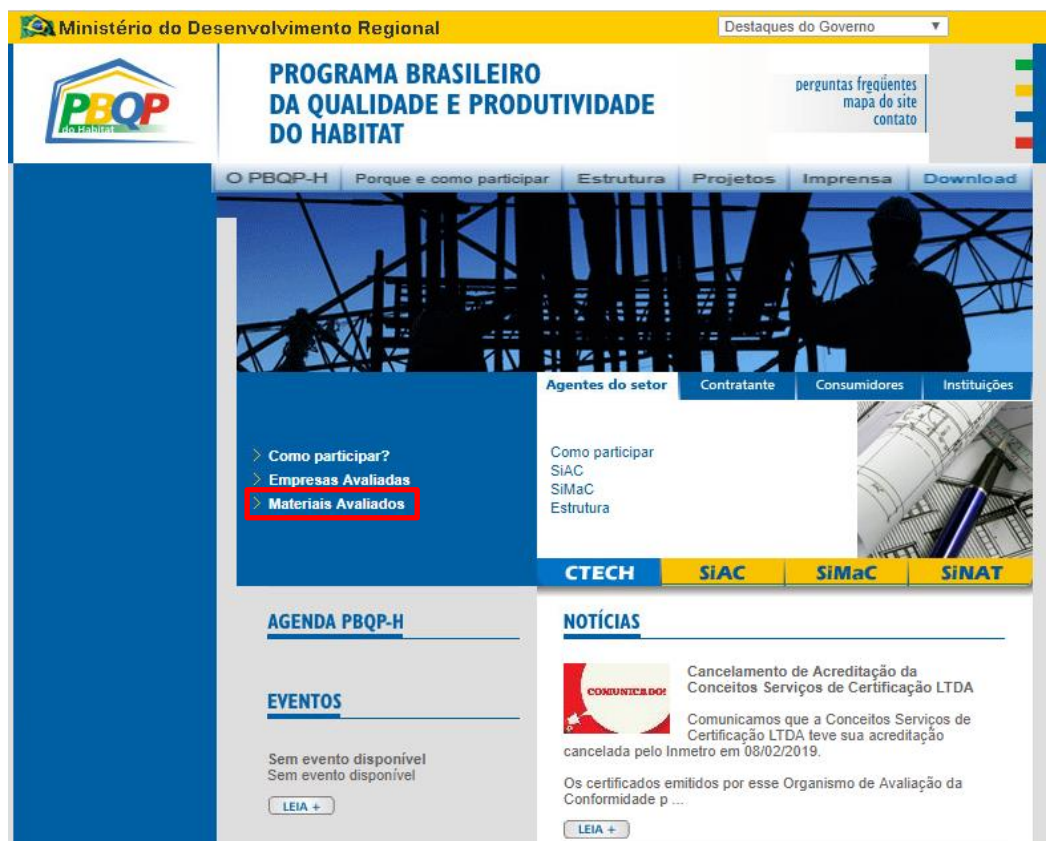 Ministério do Desenvolvimento Regional
Destaques do Governo
PBQP
do Habitat
PROGRAMA BRASILEIRO
DA QUALIDADE E PRODUTIVIDADE
DO HABITAT
perguntas freqüentes
mapa do site
contato
O PBQP-H Porque e como participar Estrutura Projetos Imprensa Download
Agentes do setor Contratante Consumidores Instituições
> Como participar?
> Empresas Avaliadas
> Materiais Avaliados
Como participar
SiAC
SiMaC
Estrutura
CTECH SiAC SiMaC SiNAT
AGENDA PBQP-H
EVENTOS
Sem evento disponível
Sem evento disponível
LEIA +
NOTÍCIAS
COMUNICADO!
Cancelamento de Acreditação da
Conceitos Serviços de Certificação LTDA
Comunicamos que a Conceitos Serviços de
Certificação LTDA teve sua acreditação
cancelada pelo Inmetro em 08/02/2019.
Os certificados emitidos por esse Organismo de Avaliação da
Conformidade p ...
LEIA +